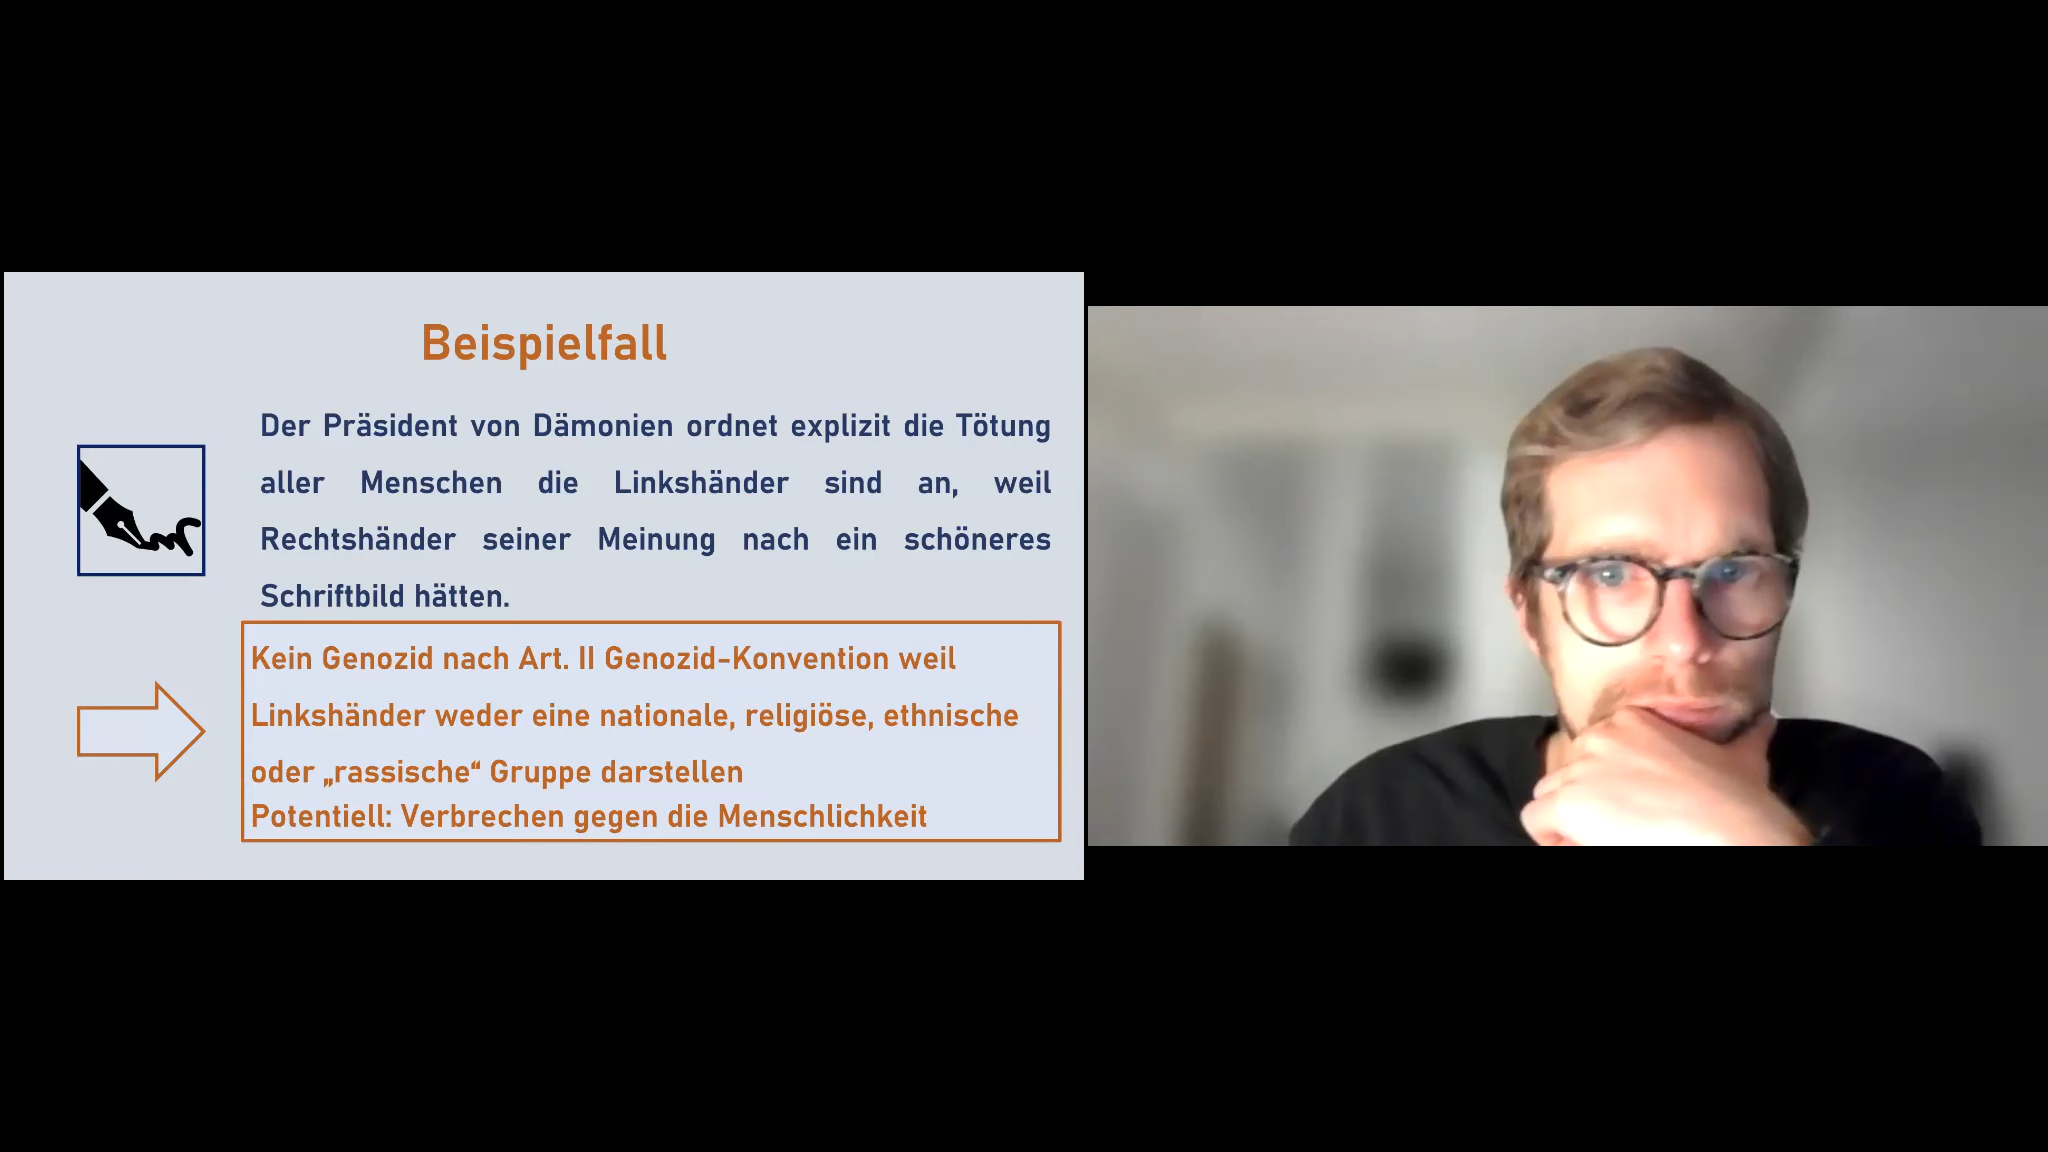 Beispielfall
Der Präsident von Dämonien ordnet explizit die Tötung
aller Menschen die Linkshänder sind an, weil
Rechtshänder seiner Meinung nach ein schöneres
Schriftbild hätten.
Kein Genozid nach Art. II Genozid-Konvention weil
Linkshänder weder eine nationale, religiöse, ethnische
oder „rassische“ Gruppe darstellen
Potentiell: Verbrechen gegen die Menschlichkeit